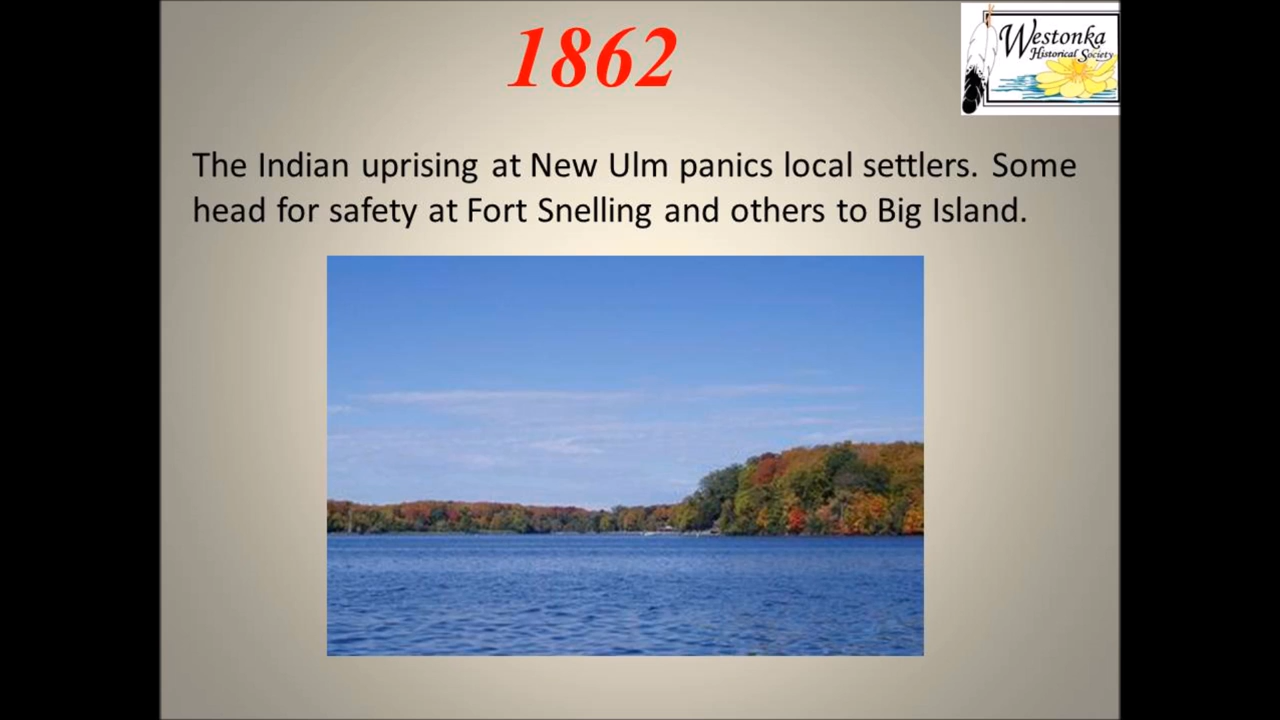 1862
Westonka
Historical Society
The Indian uprising at New Ulm panics local settlers. Some
head for safety at Fort Snelling and others to Big Island.